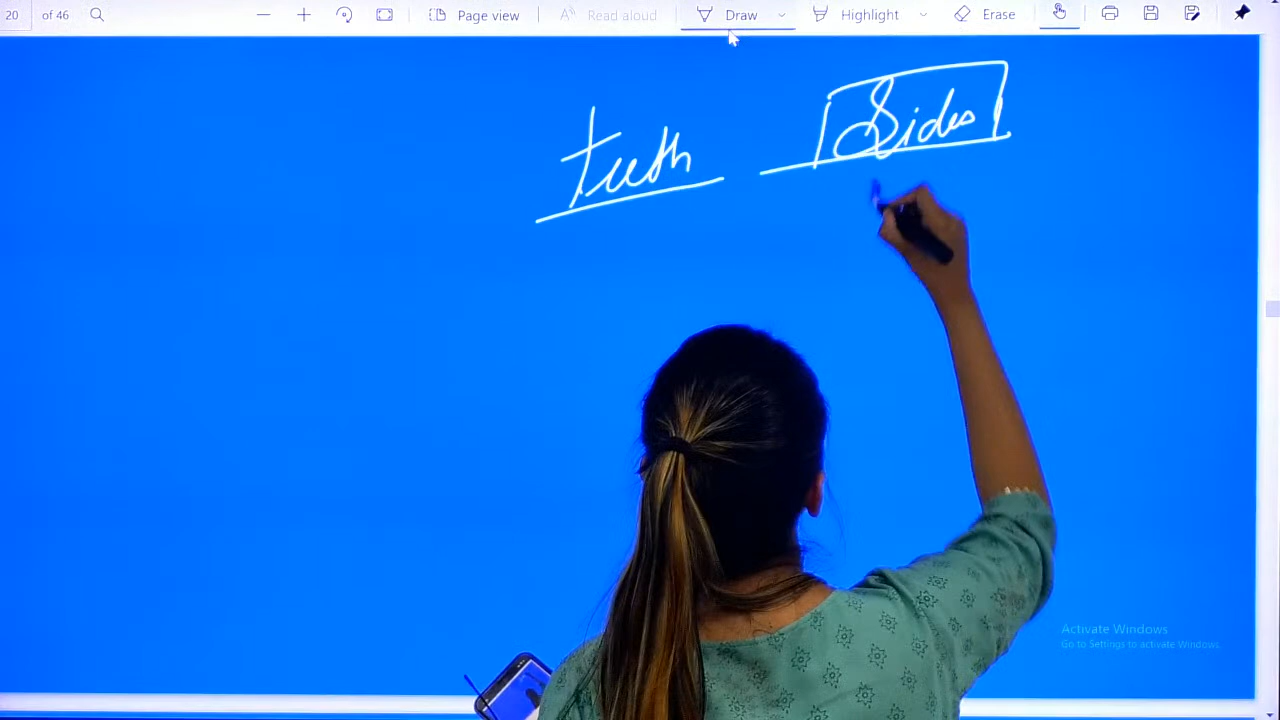 20 of 46 Page view Read aloud Draw Highlight Erase
Teeth Sides
Activate Windows
Go to Settings to activate Windows.